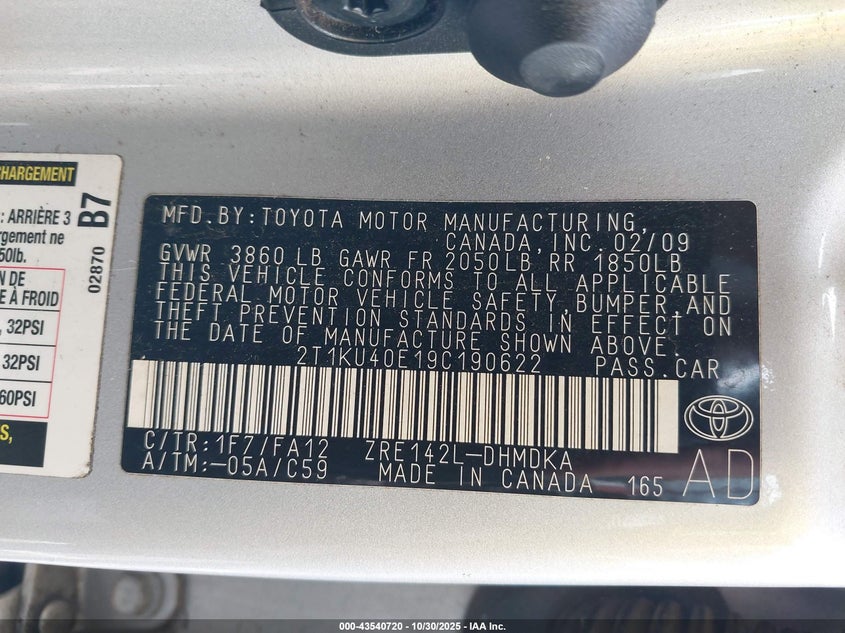 CHARGEMENT
: ARRIÈRE 3
rgement ne
50lb.
N DE
E À FROID
, 32PSI
32PSI
60PSI
S,
B7
02870
MFD.BY: TOYOTA MOTOR MANUFACTURING,
CANADA, INC. 02/09
GVWR 3860 LB GAWR FR 2050LB RR 1850LB
THIS VEHICLE CONFORMS TO ALL APPLICABLE
FEDERAL MOTOR VEHICLE SAFETY, BUMPER, AND
THEFT PREVENTION STANDARDS IN EFFECT ON
THE DATE OF MANUFACTURE SHOWN ABOVE.
2T1KU40E19C190622 PASS.CAR
C/TR: 1F7/FA12 ZRE142L-DHMDKA
A/TM: -05A/C59 MADE IN CANADA 165 AD
000-43540720 - 10/30/2025 - IAA Inc.